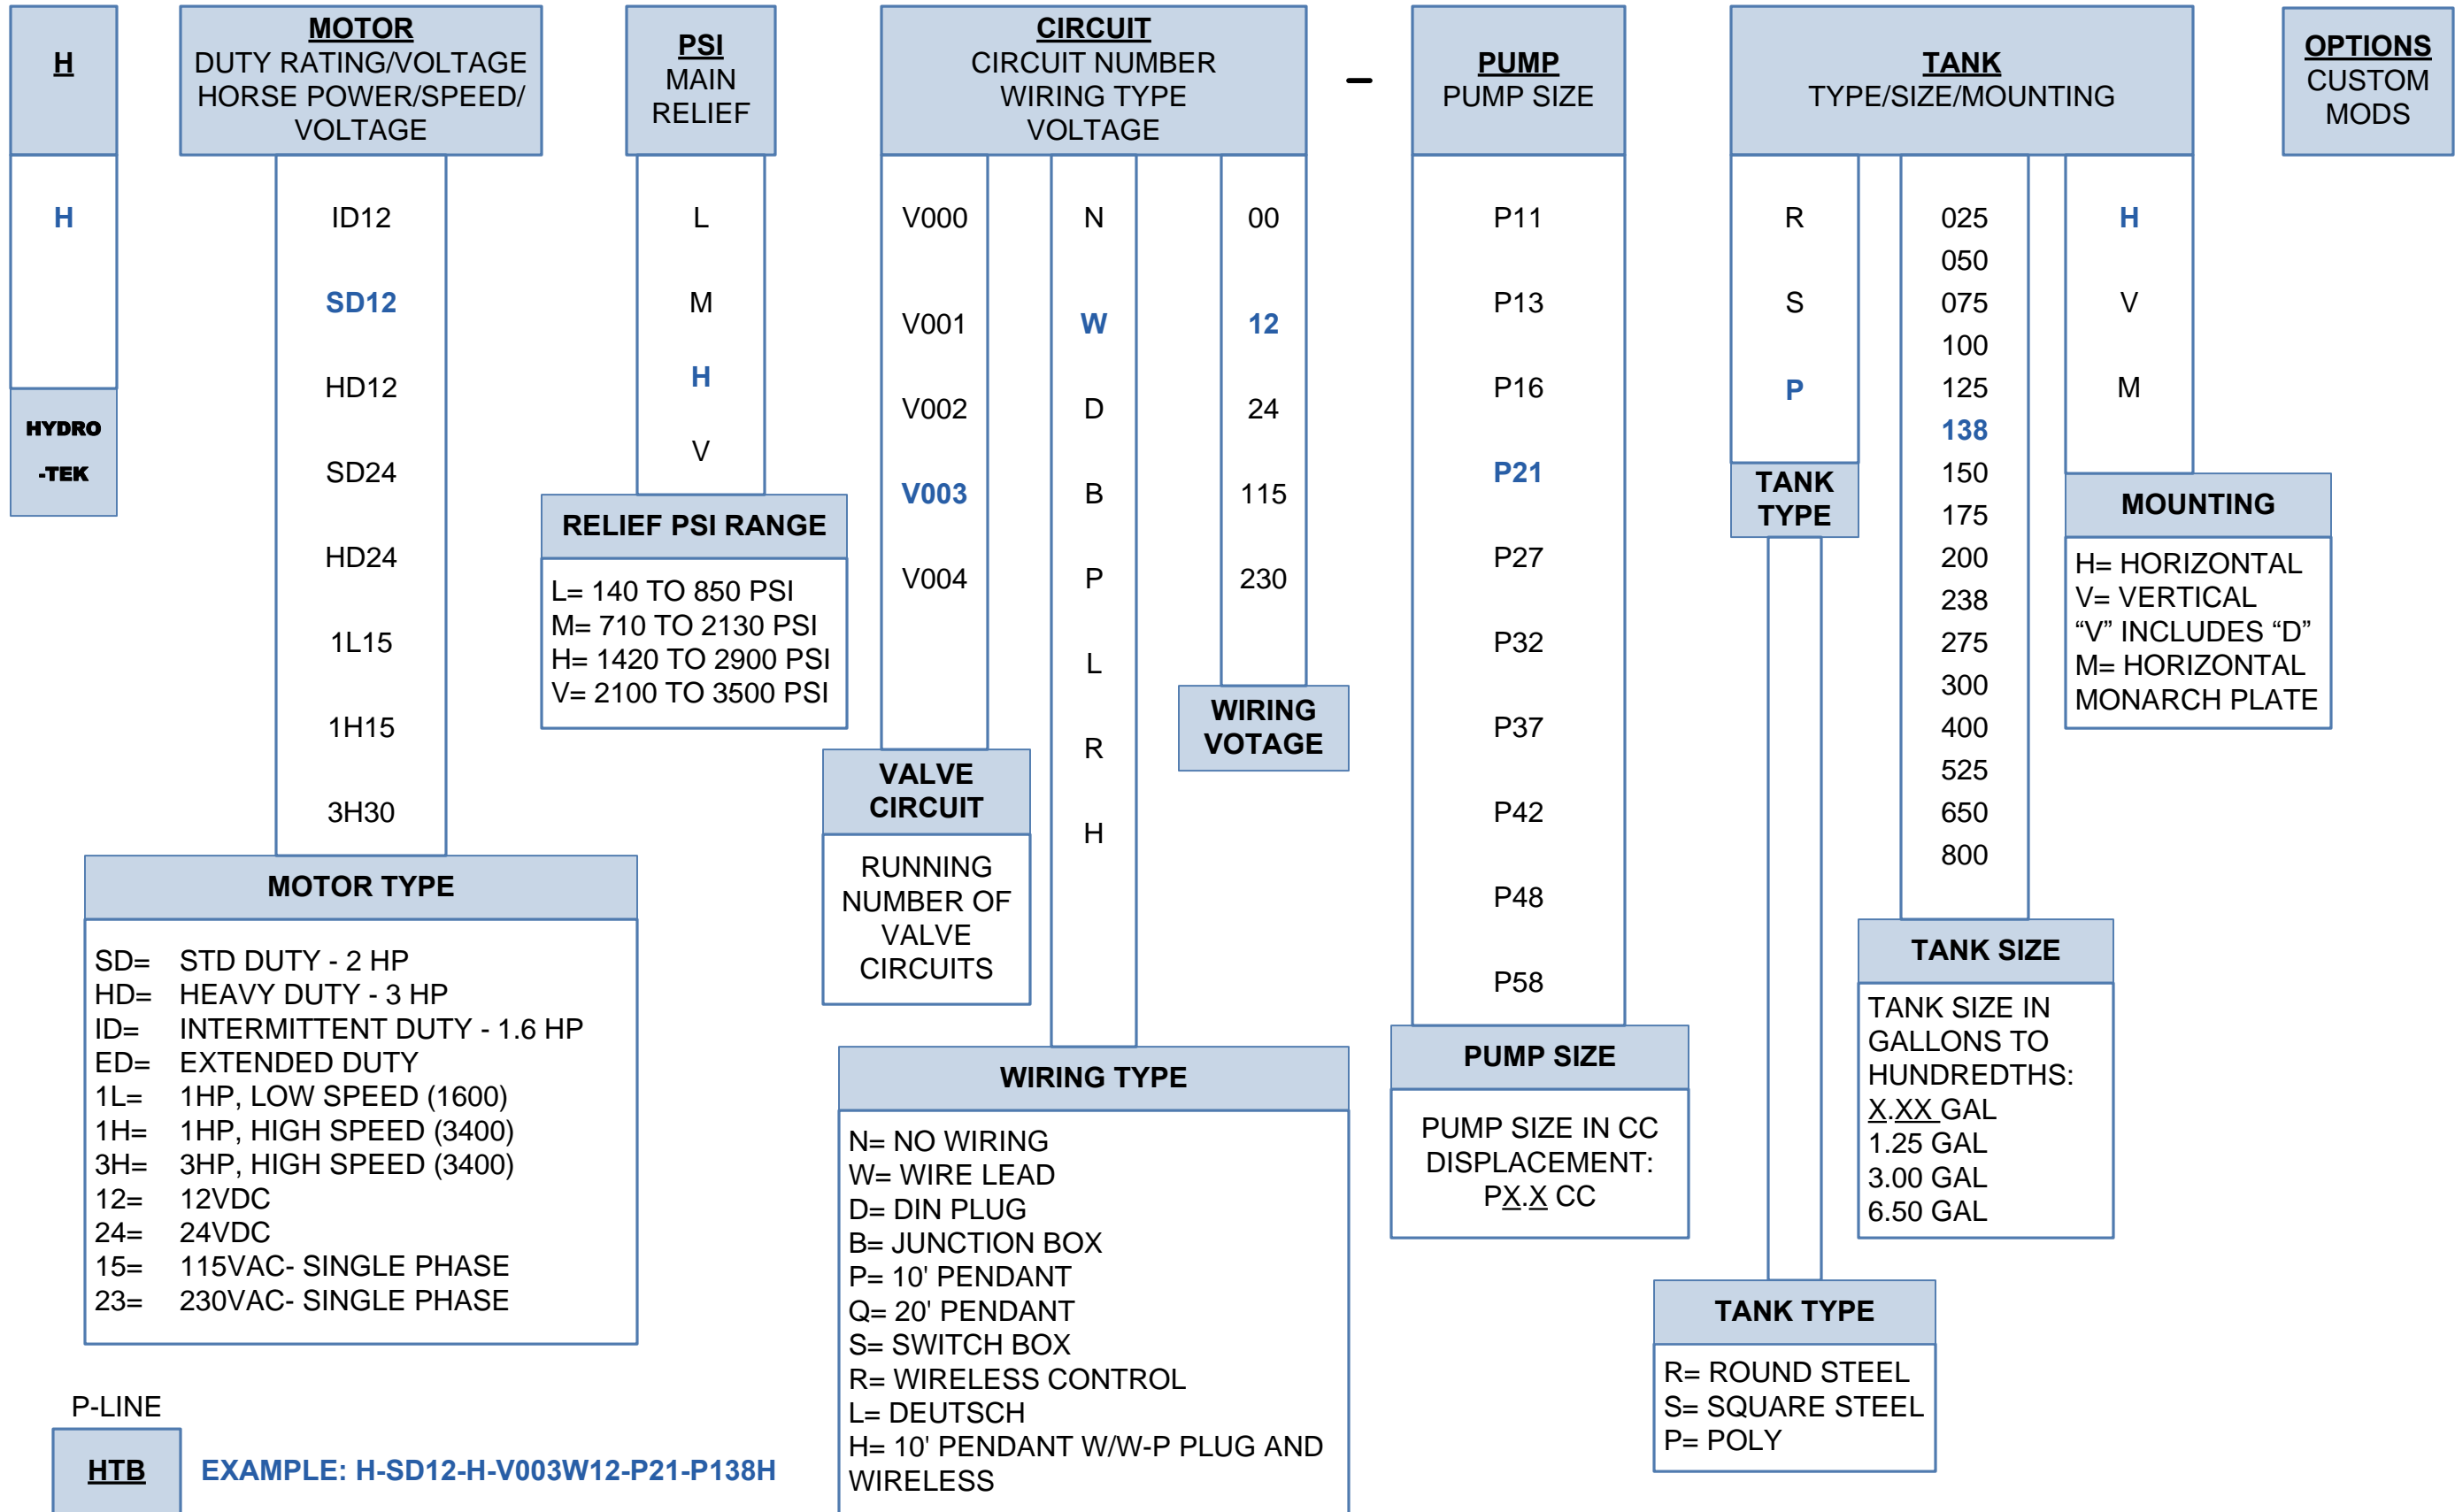 H
MOTOR
DUTY RATING/VOLTAGE
HORSE POWER/SPEED/
VOLTAGE
PSI
MAIN
RELIEF
CIRCUIT
CIRCUIT NUMBER
WIRING TYPE
VOLTAGE
–
PUMP
PUMP SIZE
TANK
TYPE/SIZE/MOUNTING
OPTIONS
CUSTOM
MODS
H
HYDRO
-TEK
ID12
SD12
HD12
SD24
HD24
1L15
1H15
3H30
MOTOR TYPE
SD= STD DUTY - 2 HP
HD= HEAVY DUTY - 3 HP
ID= INTERMITTENT DUTY - 1.6 HP
ED= EXTENDED DUTY
1L= 1HP, LOW SPEED (1600)
1H= 1HP, HIGH SPEED (3400)
3H= 3HP, HIGH SPEED (3400)
12= 12VDC
24= 24VDC
15= 115VAC- SINGLE PHASE
23= 230VAC- SINGLE PHASE
L
M
H
V
RELIEF PSI RANGE
L= 140 TO 850 PSI
M= 710 TO 2130 PSI
H= 1420 TO 2900 PSI
V= 2100 TO 3500 PSI
V000
V001
V002
V003
V004
VALVE
CIRCUIT
RUNNING
NUMBER OF
VALVE
CIRCUITS
N
W
D
B
P
L
R
H
WIRING TYPE
N= NO WIRING
W= WIRE LEAD
D= DIN PLUG
B= JUNCTION BOX
P= 10' PENDANT
Q= 20' PENDANT
S= SWITCH BOX
R= WIRELESS CONTROL
L= DEUTSCH
H= 10' PENDANT W/W-P PLUG AND
WIRELESS
00
12
24
115
230
WIRING
VOTAGE
P11
P13
P16
P21
P27
P32
P37
P42
P48
P58
PUMP SIZE
PUMP SIZE IN CC
DISPLACEMENT:
PX.X CC
R
S
P
TANK
TYPE
TANK TYPE
R= ROUND STEEL
S= SQUARE STEEL
P= POLY
025
050
075
100
125
138
150
175
200
238
275
300
400
525
650
800
TANK SIZE
TANK SIZE IN
GALLONS TO
HUNDREDTHS:
X.XX GAL
1.25 GAL
3.00 GAL
6.50 GAL
H
V
M
MOUNTING
H= HORIZONTAL
V= VERTICAL
“V” INCLUDES “D”
M= HORIZONTAL
MONARCH PLATE
P-LINE
HTB
EXAMPLE: H-SD12-H-V003W12-P21-P138H